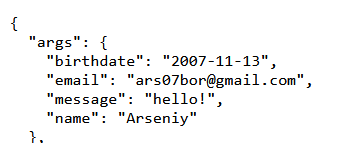 {
  "args": {
    "birthdate": "2007-11-13",
    "email": "ars07bor@gmail.com",
    "message": "hello!",
    "name": "Arseniy"
  },